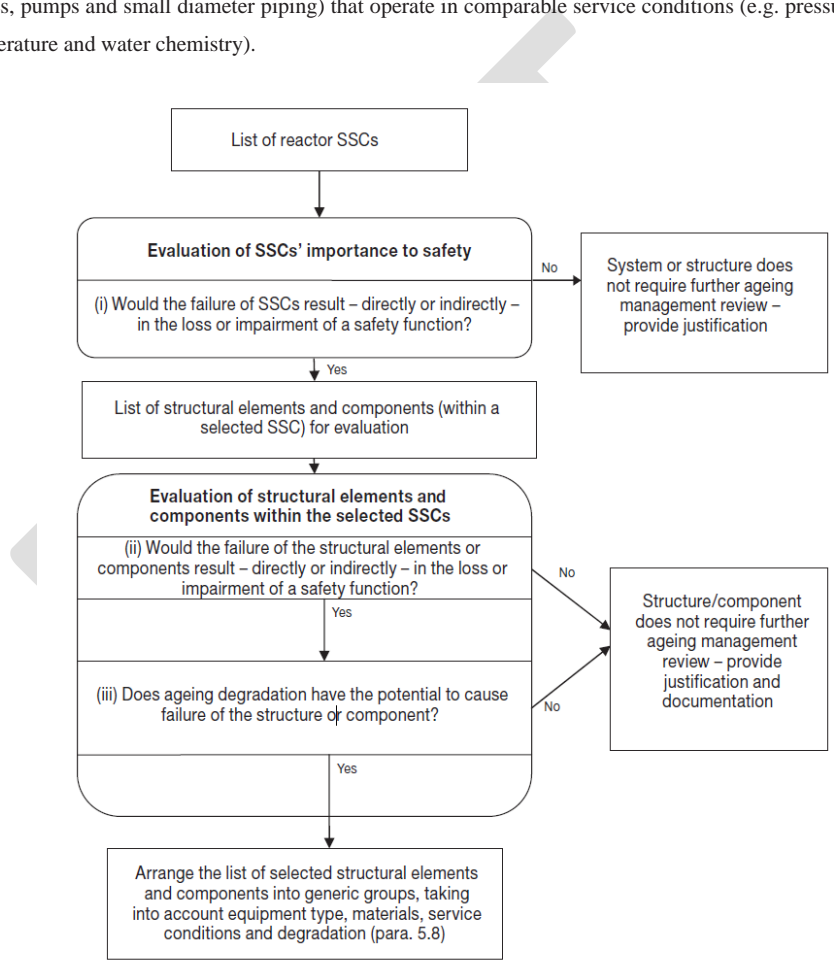 s, pumps and small diameter piping) that operate in comparable service conditions (e.g. pressu
erature and water chemistry).
List of reactor SSCs
Evaluation of SSCs’ importance to safety
(i) Would the failure of SSCs result – directly or indirectly –
in the loss or impairment of a safety function?
No
System or structure does
not require further ageing
management review –
provide justification
Yes
List of structural elements and components (within a
selected SSC) for evaluation
Evaluation of structural elements and
components within the selected SSCs
(ii) Would the failure of the structural elements or
components result – directly or indirectly – in the loss or
impairment of a safety function?
No
Yes
Structure/component
does not require further
ageing management
review – provide
justification and
documentation
(iii) Does ageing degradation have the potential to cause
failure of the structure or component?
No
Yes
Arrange the list of selected structural elements
and components into generic groups, taking
into account equipment type, materials, service
conditions and degradation (para. 5.8)